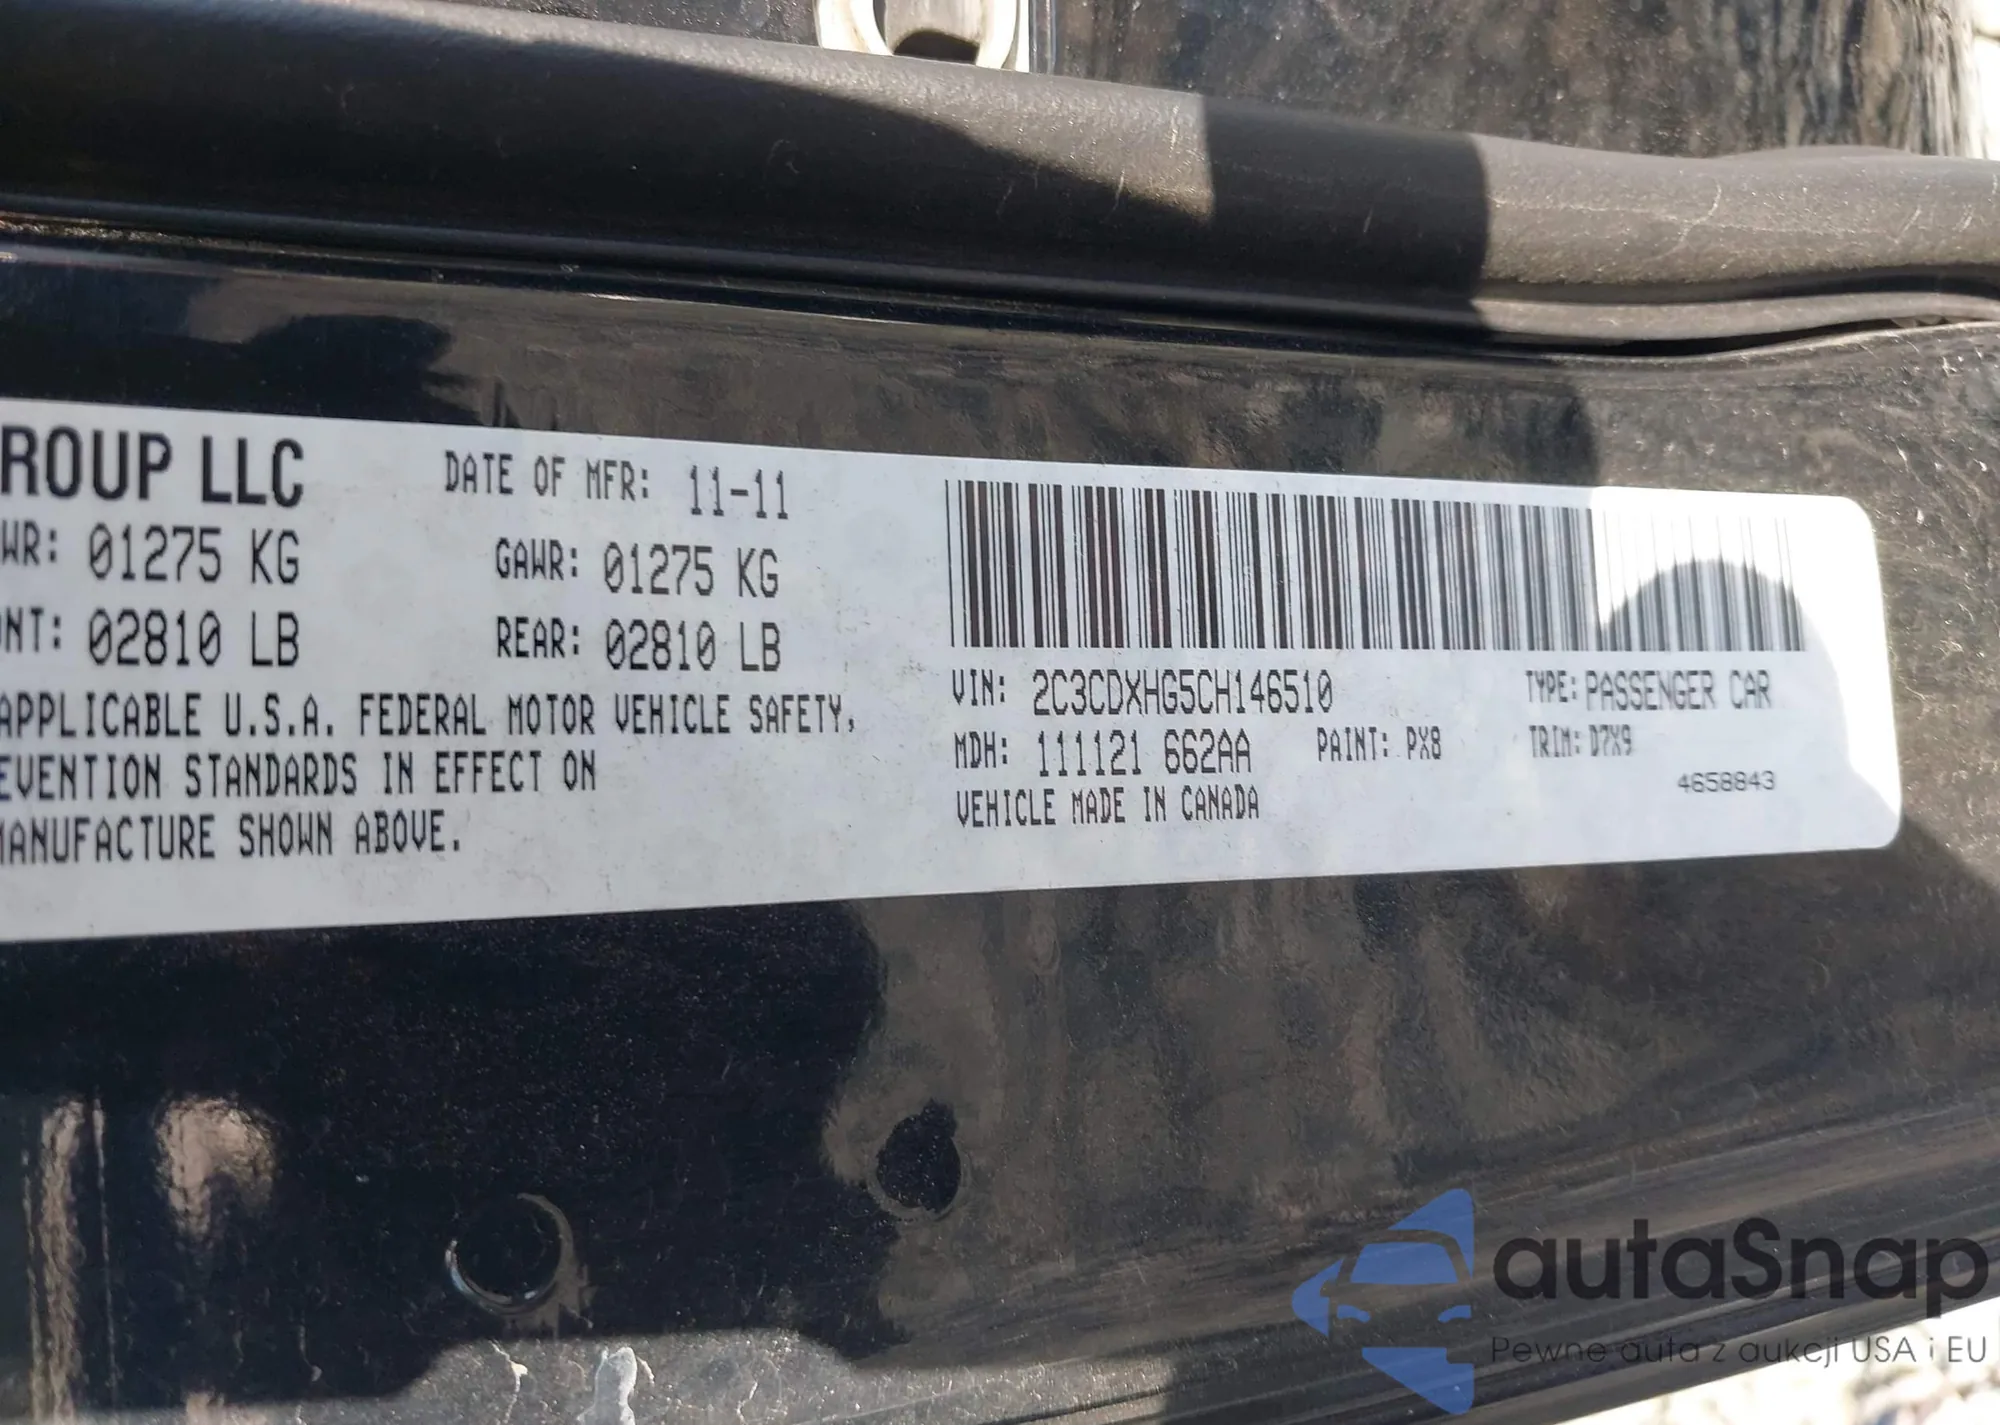 ROUP LLC
DATE OF MFR: 11-11
WR: 01275 KG
GAWR: 01275 KG
NT: 02810 LB
REAR: 02810 LB
APPLICABLE U.S.A. FEDERAL MOTOR VEHICLE SAFETY,
EVENTION STANDARDS IN EFFECT ON
MANUFACTURE SHOWN ABOVE.
VIN: 2C3CDXHG5CH146510
TYPE: PASSENGER CAR
MDH: 111121 662AA
PAINT: PX8
TRIM: D7X9
VEHICLE MADE IN CANADA
4658843
autaSnap
Pewne auta z aukcji USA i EU